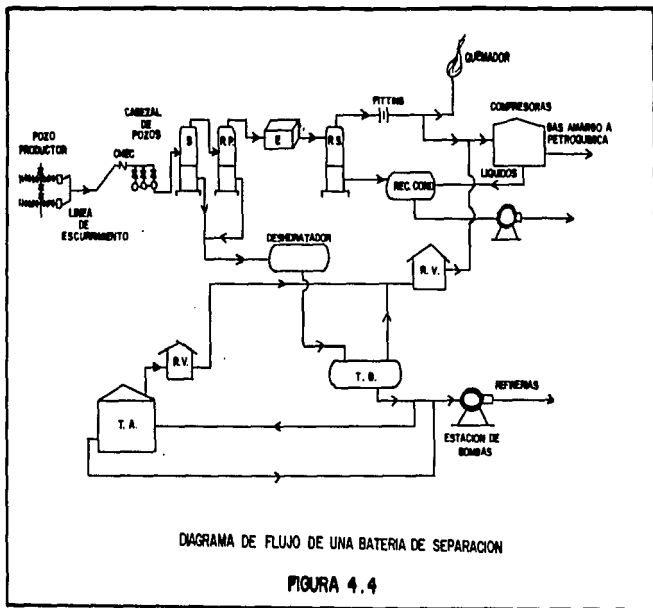 QUEMADOR
FITTING
COMPRESORAS
GAS AMARGO A
PETROQUIMICA
CABEZAL
DE
POZOS
POZO
PRODUCTOR
CHEC
S
R.P.
E
R.S.
LIQUIDOS
REC. COND.
LINEA
DE
ESCURRIMIENTO
DESHIDRATADOR
R.V.
R.V.
T.B.
T.A.
REFINERIAS
ESTACION DE
BOMBAS
DIAGRAMA DE FLUJO DE UNA BATERIA DE SEPARACION
FIGURA 4.4